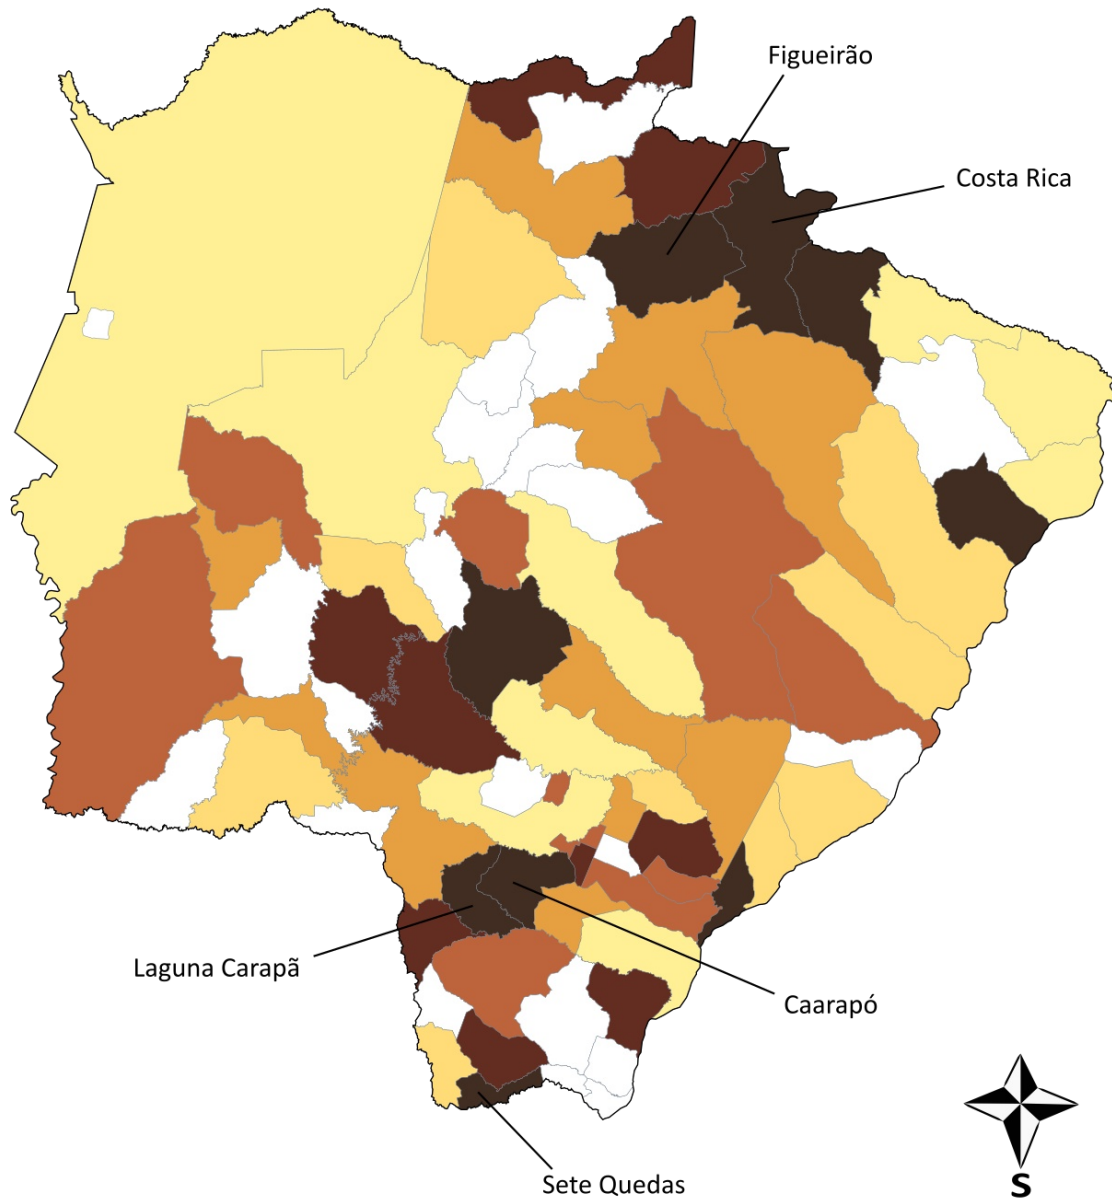 Figueirão
Costa Rica
Laguna Carapã
Caarapó
Sete Quedas
S